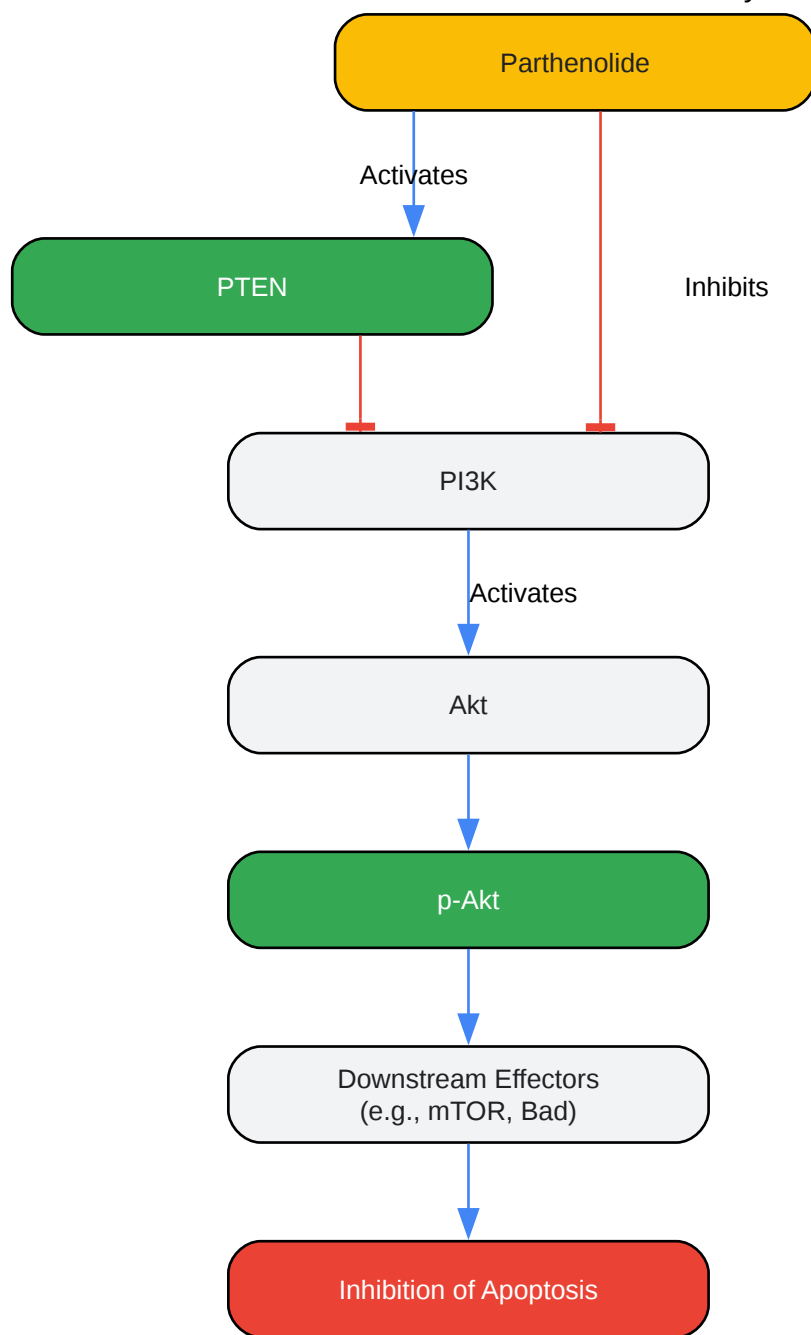 Parthenolide
Activates
PTEN
Inhibits
PI3K
Activates
Akt
p-Akt
Downstream Effectors
(e.g., mTOR, Bad)
Inhibition of Apoptosis